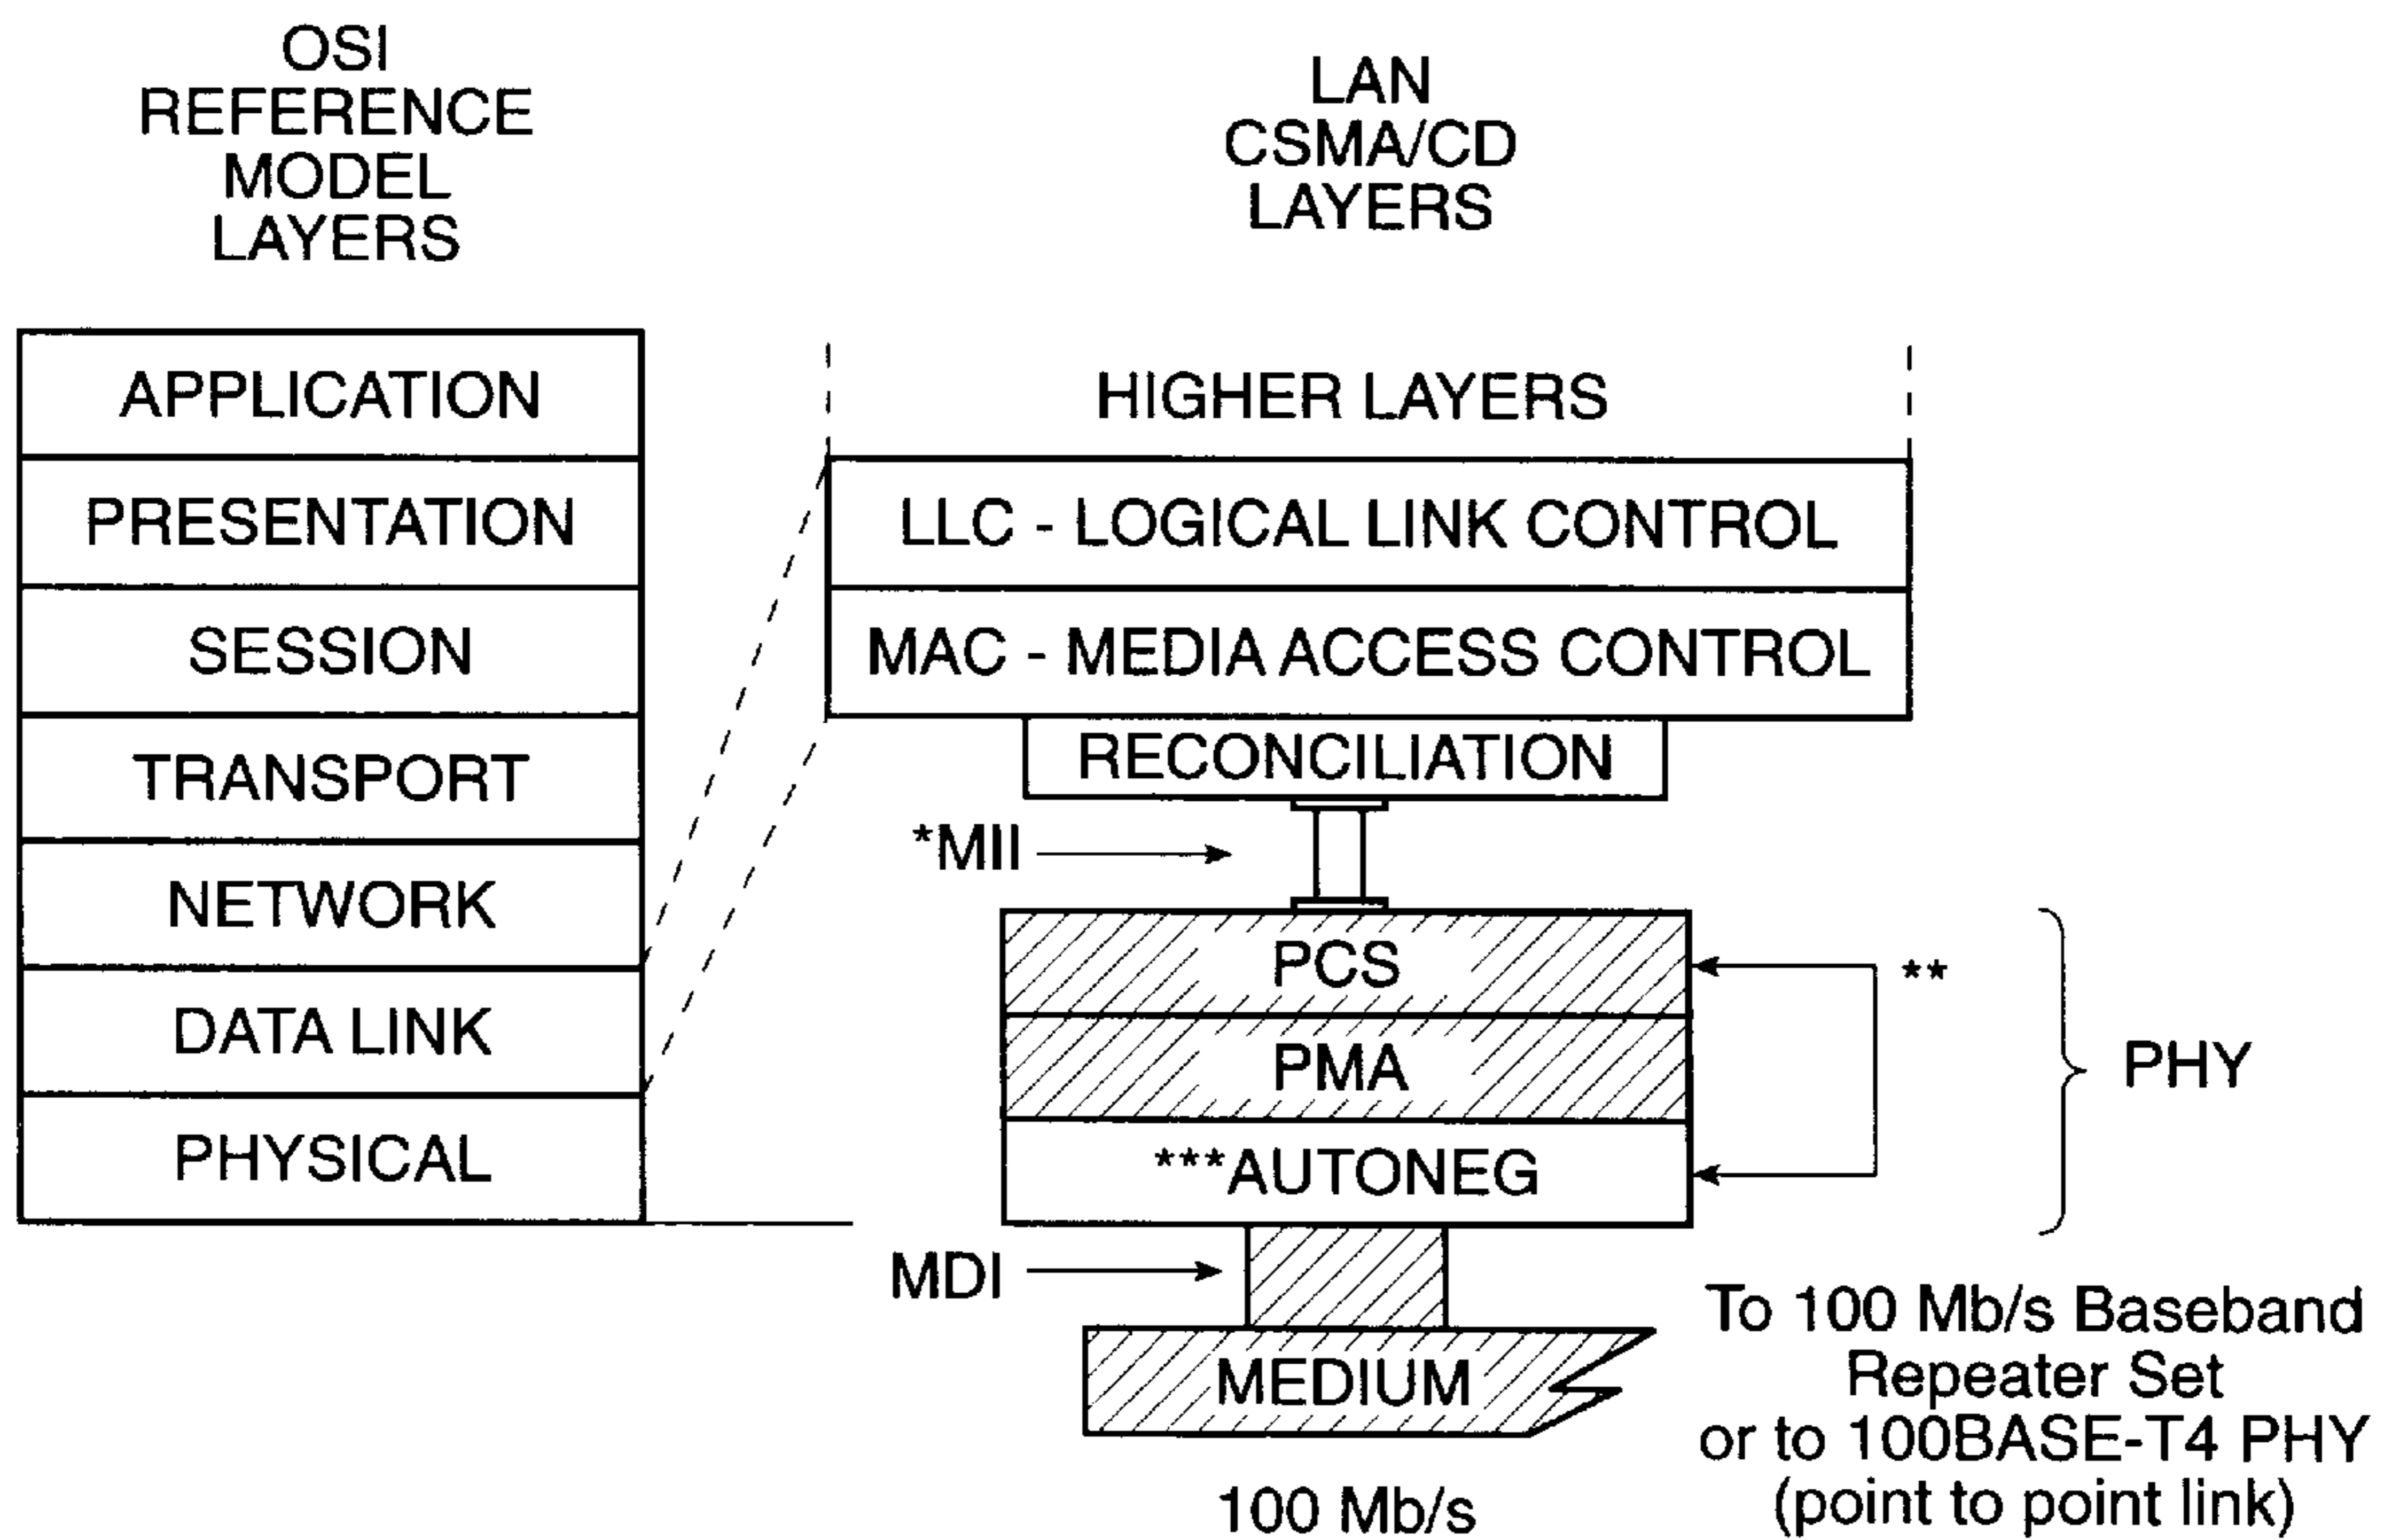 OSI
REFERENCE
MODEL
LAYERS
APPLICATION
PRESENTATION
SESSION
TRANSPORT
NETWORK
DATA LINK
PHYSICAL
LAN
CSMA/CD
LAYERS
HIGHER LAYERS
LLC - LOGICAL LINK CONTROL
MAC - MEDIA ACCESS CONTROL
RECONCILIATION
*MII
PCS
**
PMA
PHY
***AUTONEG
MDI
MEDIUM
100 Mb/s
To 100 Mb/s Baseband
Repeater Set
or to 100BASE-T4 PHY
(point to point link)